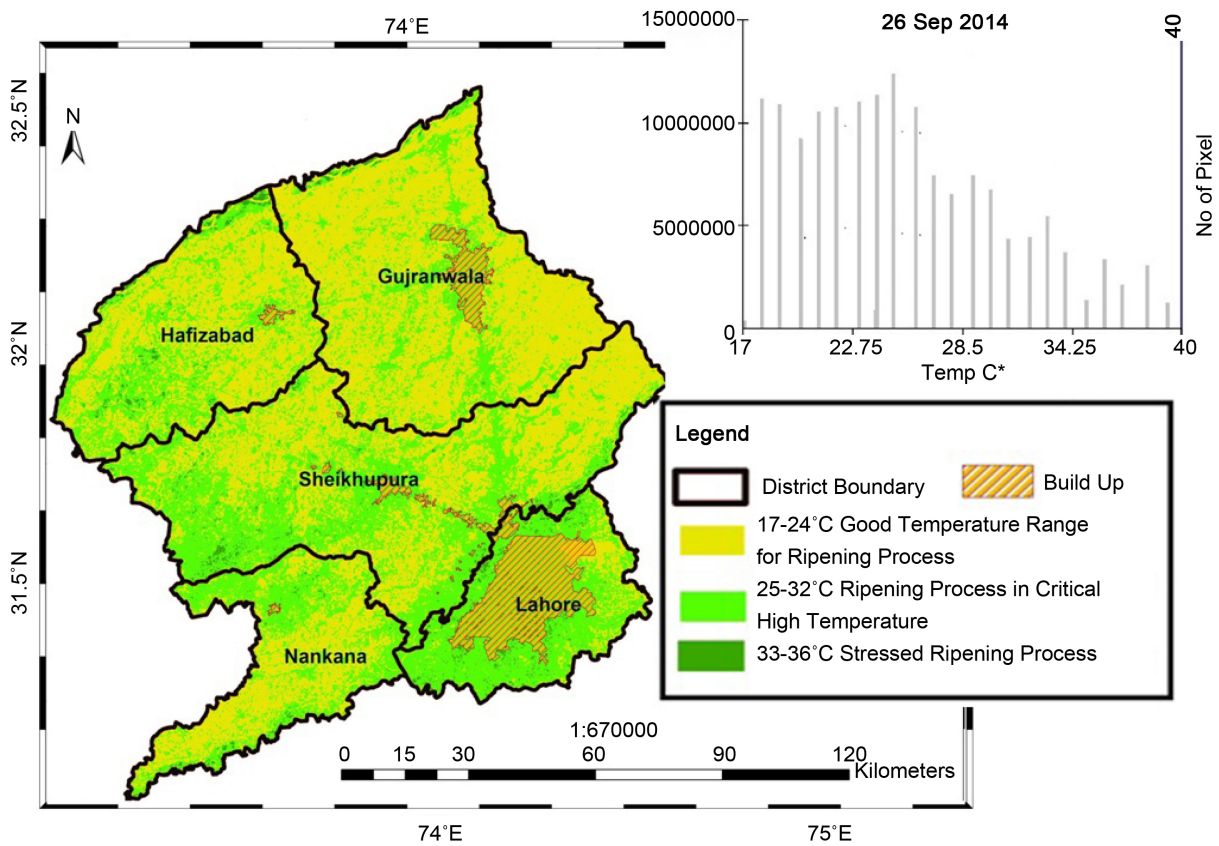 74˚E
32.5˚N
32˚N
31.5˚N
N
Gujranwala
Hafizabad
Sheikhupura
Lahore
Nankana
26 Sep 2014
15000000
10000000
5000000
0
17
22.75
28.5
34.25
40
Temp C*
40
No of Pixel
Legend
District Boundary
Build Up
17-24˚C Good Temperature Range
for Ripening Process
25-32˚C Ripening Process in Critical
High Temperature
33-36˚C Stressed Ripening Process
1:670000
0 15 30 60 90 120
Kilometers
74˚E
75˚E